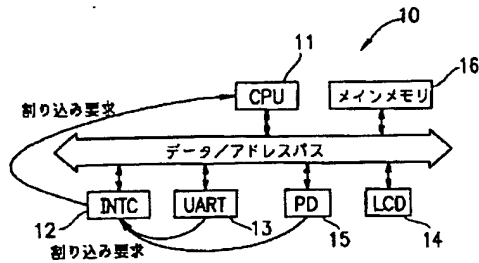 10
11
16
CPU
メインメモリ
割り込み要求
データ/アドレスバス
INTC
UART
PD
LCD
12
13
15
14
割り込み要求